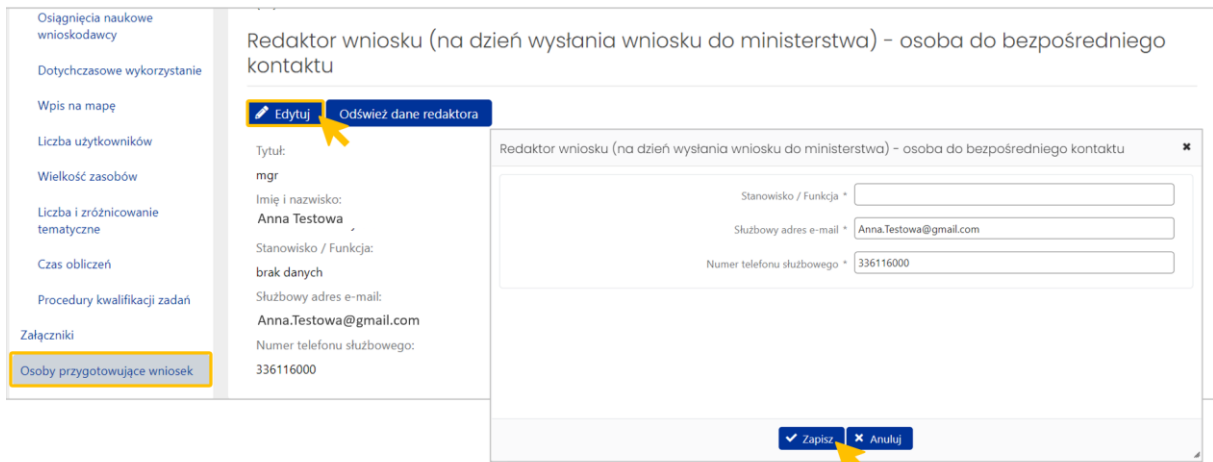 Osiągnięcia naukowe
wnioskodawcy
Dotychczasowe wykorzystanie
Wpis na mapę
Liczba użytkowników
Wielkość zasobów
Liczba i zróżnicowanie
tematyczne
Czas obliczeń
Procedury kwalifikacji zadań
Załączniki
Osoby przygotowujące wniosek
Redaktor wniosku (na dzień wysłania wniosku do ministerstwa) - osoba do bezpośredniego
kontaktu
Edytuj
Odśwież dane redaktora
Tytuł:
mgr
Imię i nazwisko:
Anna Testowa
Stanowisko / Funkcja:
brak danych
Służbowy adres e-mail:
Anna.Testowa@gmail.com
Numer telefonu służbowego:
336116000
Redaktor wniosku (na dzień wysłania wniosku do ministerstwa) - osoba do bezpośredniego kontaktu
Stanowisko / Funkcja *
Służbowy adres e-mail * Anna.Testowa@gmail.com
Numer telefonu służbowego * 336116000
Zapisz
Anuluj